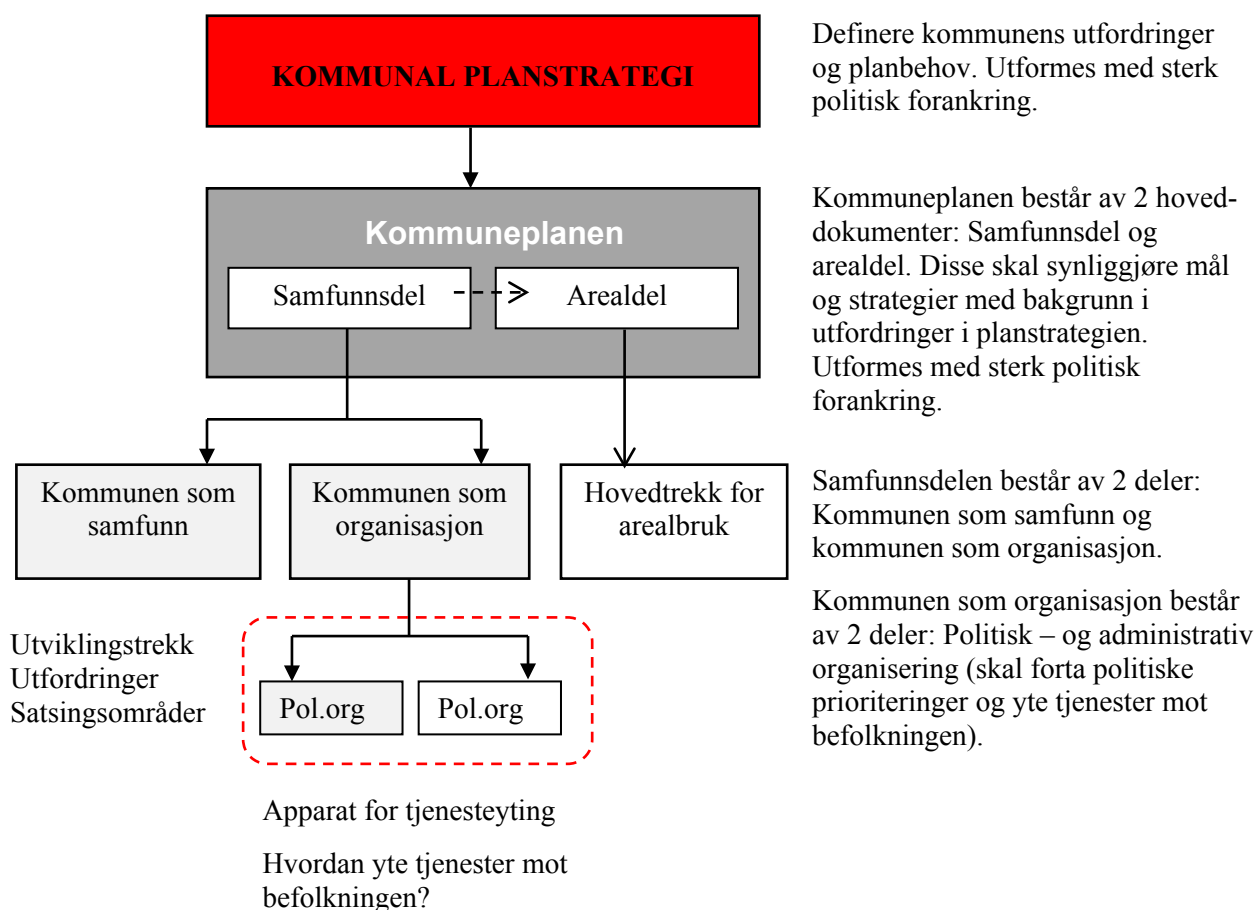 KOMMUNAL PLANSTRATEGI
Definere kommunens utfordringer
og planbehov. Utformes med sterk
politisk forankring.
Kommuneplanen
Samfunnsdel
Arealdel
Kommuneplanen består av 2 hoved-
dokumenter: Samfunnsdel og
arealdel. Disse skal synliggjøre mål
og strategier med bakgrunn i
utfordringer i planstrategien.
Utformes med sterk politisk
forankring.
Kommunen som
samfunn
Kommunen som
organisasjon
Hovedtrekk for
arealbruk
Samfunnsdelen består av 2 deler:
Kommunen som samfunn og
kommunen som organisasjon.
Utviklingstrekk
Utfordringer
Satsingsområder
Pol.org
Pol.org
Kommunen som organisasjon består
av 2 deler: Politisk – og administrativ
organisering (skal forta politiske
prioriteringer og yte tjenester mot
befolkningen).
Apparat for tjenesteyting
Hvordan yte tjenester mot
befolkningen?